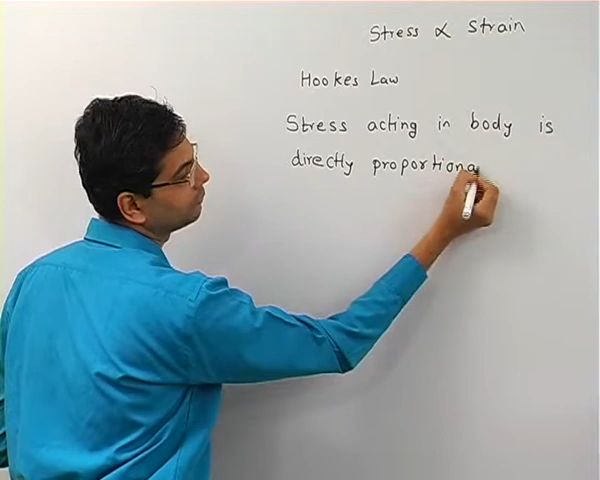 Stress ∝ strain
Hookes Law
Stress acting in body is
directly proportiona